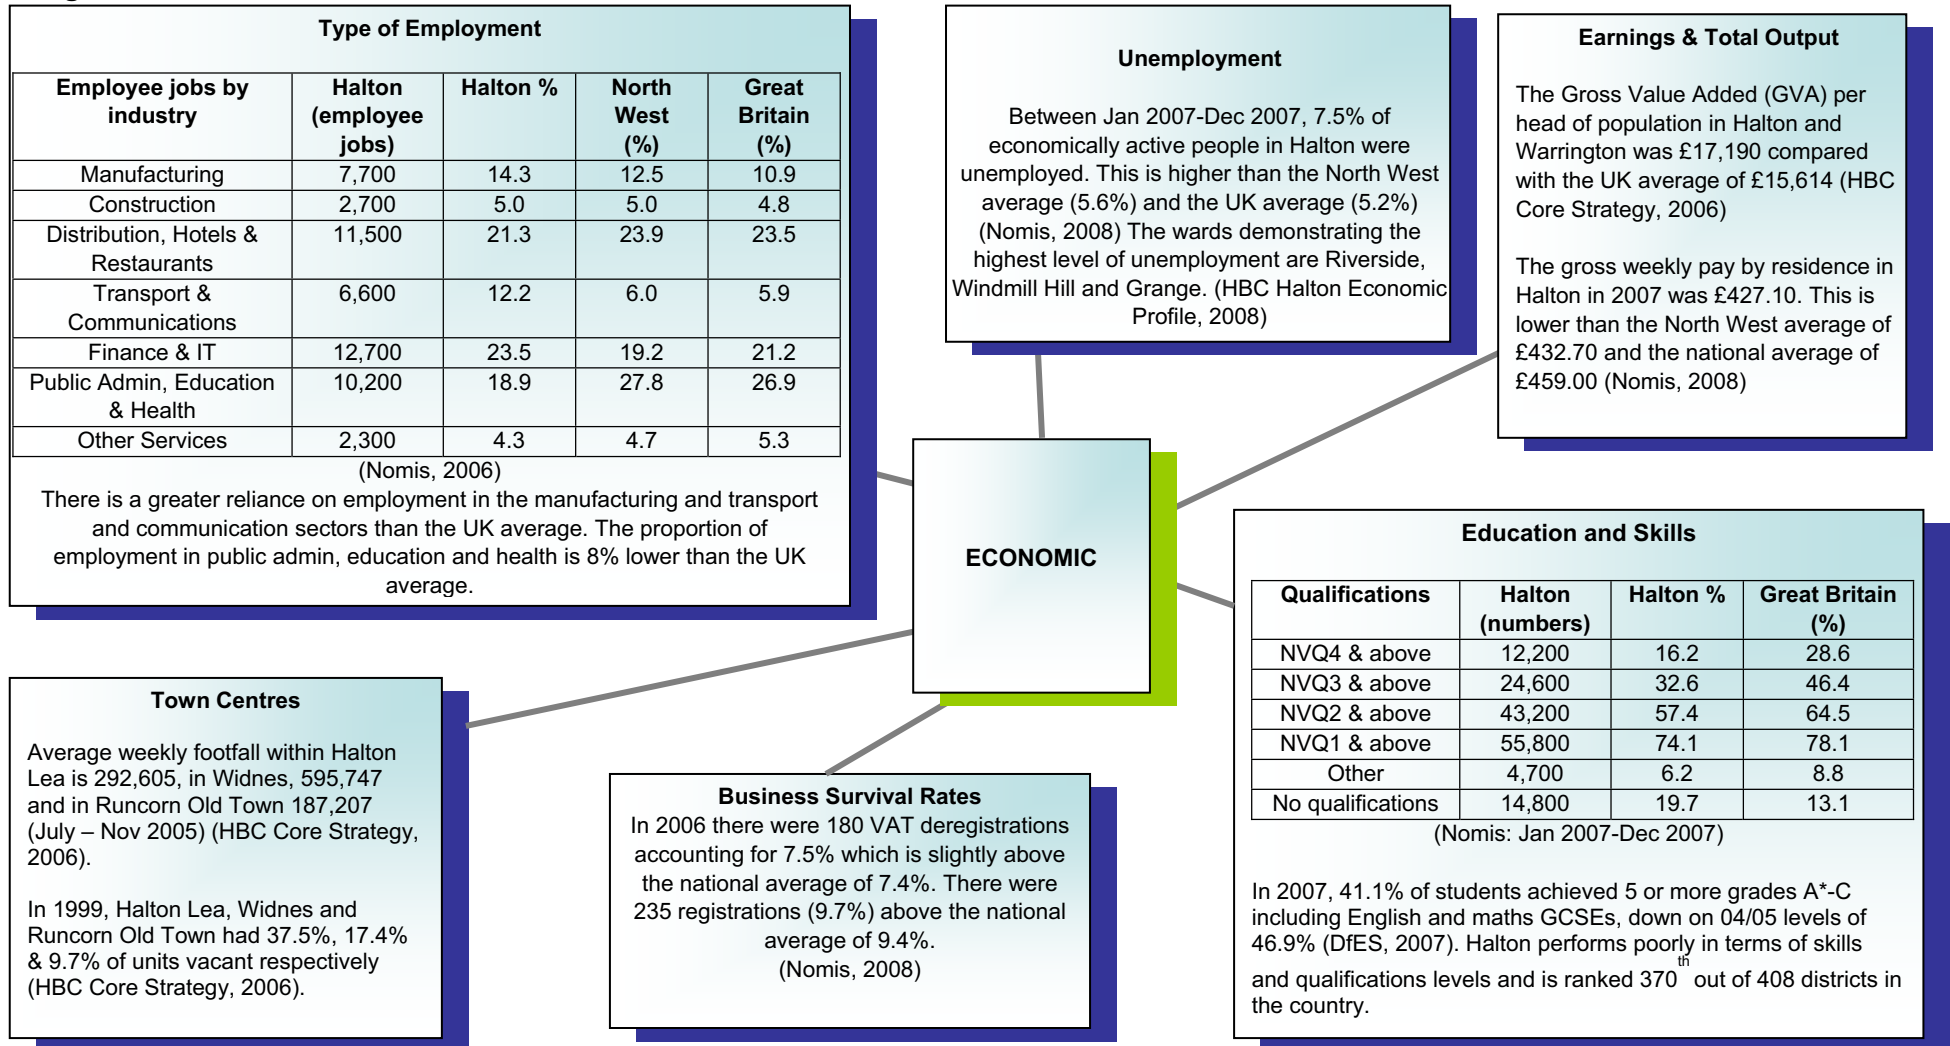 Type of Employment
Employee jobs by industry | Halton (employee jobs) | Halton % | North West (%) | Great Britain (%)
Manufacturing 7,700 14.3 12.5 10.9
Construction 2,700 5.0 5.0 4.8
Distribution, Hotels & Restaurants 11,500 21.3 23.9 23.5
Transport & Communications 6,600 12.2 6.0 5.9
Finance & IT 12,700 23.5 19.2 21.2
Public Admin, Education & Health 10,200 18.9 27.8 26.9
Other Services 2,300 4.3 4.7 5.3
(Nomis, 2006)
There is a greater reliance on employment in the manufacturing and transport
and communication sectors than the UK average. The proportion of
employment in public admin, education and health is 8% lower than the UK
average.
Unemployment
Between Jan 2007-Dec 2007, 7.5% of
economically active people in Halton were
unemployed. This is higher than the North West
average (5.6%) and the UK average (5.2%)
(Nomis, 2008) The wards demonstrating the
highest level of unemployment are Riverside,
Windmill Hill and Grange. (HBC Halton Economic
Profile, 2008)
Earnings & Total Output
The Gross Value Added (GVA) per
head of population in Halton and
Warrington was £17,190 compared
with the UK average of £15,614 (HBC
Core Strategy, 2006)
The gross weekly pay by residence in
Halton in 2007 was £427.10. This is
lower than the North West average of
£432.70 and the national average of
£459.00 (Nomis, 2008)
ECONOMIC
Education and Skills
Qualifications | Halton (numbers) | Halton % | Great Britain (%)
NVQ4 & above 12,200 16.2 28.6
NVQ3 & above 24,600 32.6 46.4
NVQ2 & above 43,200 57.4 64.5
NVQ1 & above 55,800 74.1 78.1
Other 4,700 6.2 8.8
No qualifications 14,800 19.7 13.1
(Nomis: Jan 2007-Dec 2007)
In 2007, 41.1% of students achieved 5 or more grades A*-C
including English and maths GCSEs, down on 04/05 levels of
46.9% (DfES, 2007). Halton performs poorly in terms of skills
and qualifications levels and is ranked 370th out of 408 districts in
the country.
Town Centres
Average weekly footfall within Halton
Lea is 292,605, in Widnes, 595,747
and in Runcorn Old Town 187,207
(July – Nov 2005) (HBC Core Strategy,
2006).
In 1999, Halton Lea, Widnes and
Runcorn Old Town had 37.5%, 17.4%
& 9.7% of units vacant respectively
(HBC Core Strategy, 2006).
Business Survival Rates
In 2006 there were 180 VAT deregistrations
accounting for 7.5% which is slightly above
the national average of 7.4%. There were
235 registrations (9.7%) above the national
average of 9.4%.
(Nomis, 2008)